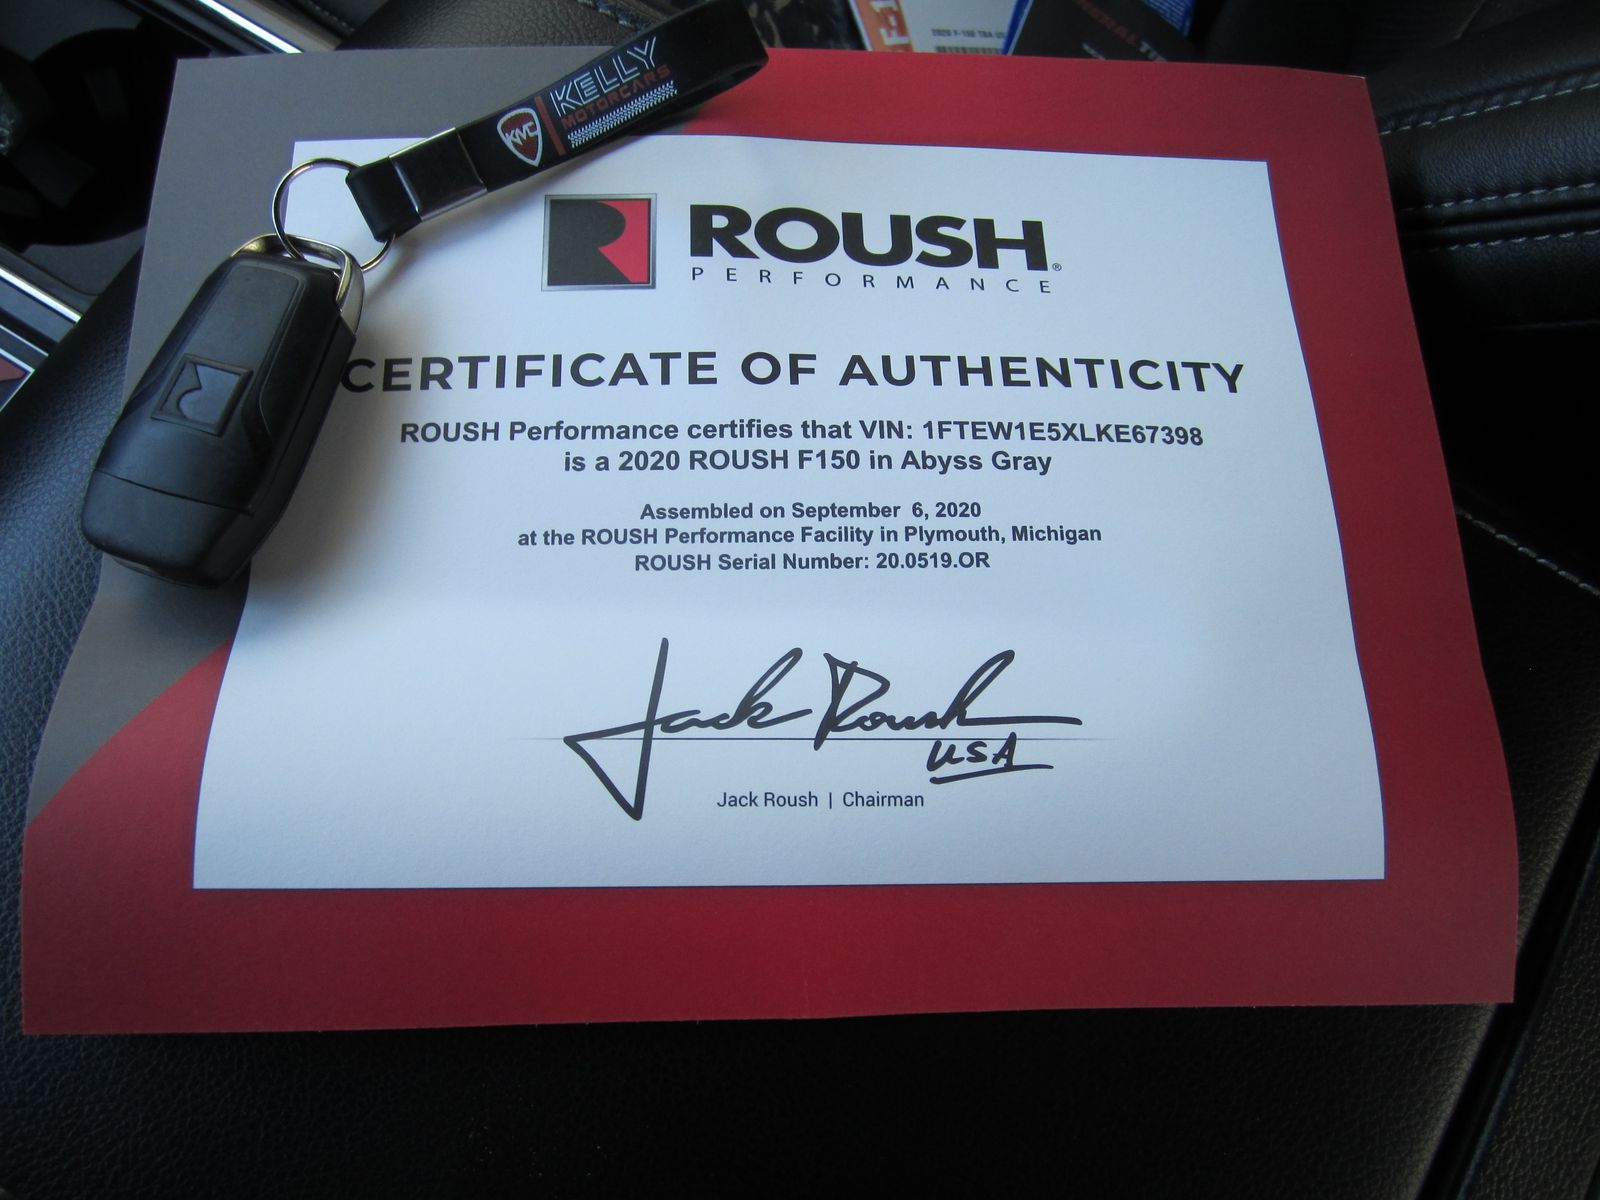 KELLY
MOTORCARS
KMC
ROUSH®
PERFORMANCE
CERTIFICATE OF AUTHENTICITY
ROUSH Performance certifies that VIN: 1FTEW1E5XLKE67398
is a 2020 ROUSH F150 in Abyss Gray
Assembled on September 6, 2020
at the ROUSH Performance Facility in Plymouth, Michigan
ROUSH Serial Number: 20.0519.OR
Jack Roush
USA
Jack Roush | Chairman